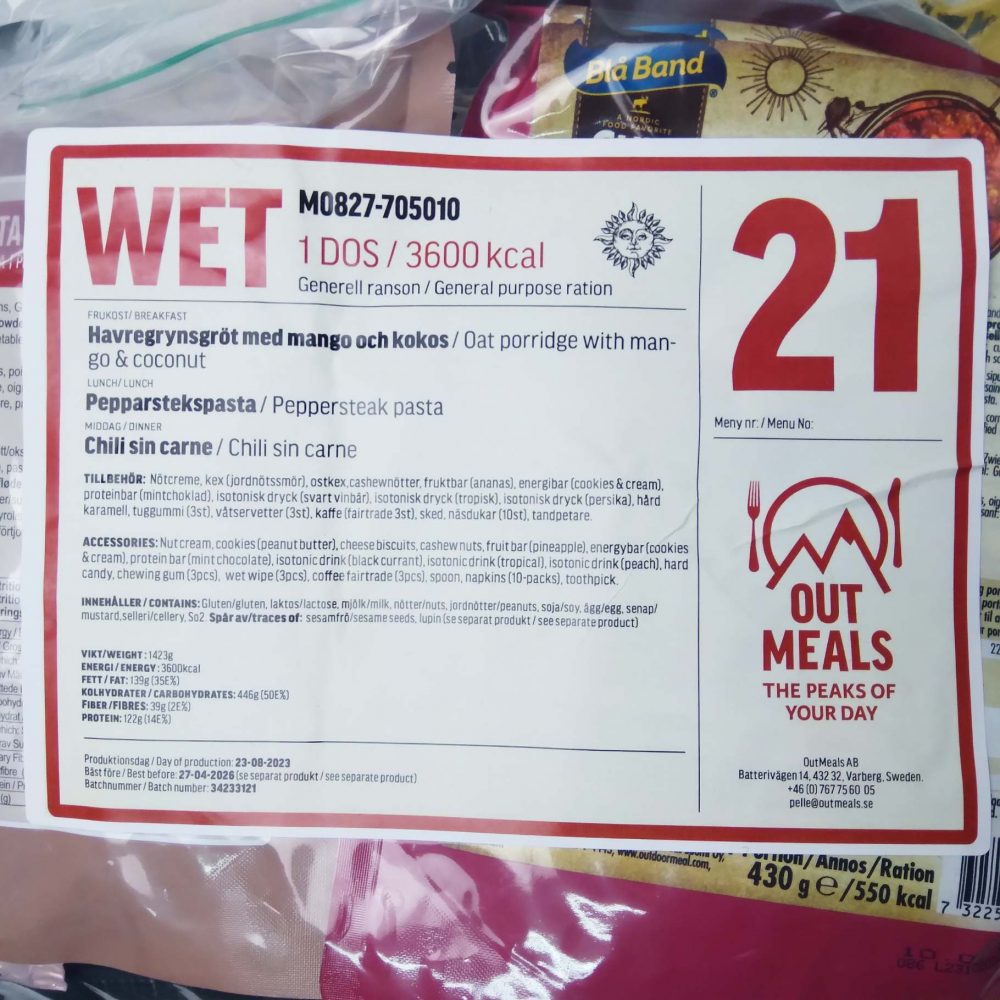 Blå Band
A NORDIC
FOOD FAVORITE
WET
M0827-705010
1 DOS / 3600 kcal
Generell ranson / General purpose ration
21
Meny nr: / Menu No:
FRUKOST/ BREAKFAST
Havregrynsgröt med mango och kokos / Oat porridge with man-
go & coconut
LUNCH/ LUNCH
Pepparstekspasta / Peppersteak pasta
MIDDAG / DINNER
Chili sin carne / Chili sin carne
TILLBEHÖR: Nötcreme, kex (jordnötssmör), ostkex,cashewnötter, fruktbar (ananas), energibar (cookies & cream),
proteinbar (mintchoklad), isotonisk dryck (svart vinbär), isotonisk dryck (tropisk), isotonisk dryck (persika), hård
karamell, tuggummi (3st), våtservetter (3st), kaffe (fairtrade 3st), sked, näsdukar (10st), tandpetare.
ACCESSORIES: Nut cream, cookies (peanut butter), cheese biscuits, cashew nuts, fruit bar (pineapple), energybar (cookies
& cream), protein bar (mint chocolate), isotonic drink (black currant), isotonic drink (tropical), isotonic drink (peach), hard
candy, chewing gum (3pcs), wet wipe (3pcs), coffee fairtrade (3pcs), spoon, napkins (10-packs), toothpick.
INNEHÅLLER / CONTAINS: Gluten/gluten, laktos/lactose, mjölk/milk, nötter/nuts, jordnötter/peanuts, soja/soy, ägg/egg, senap/
mustard,selleri/cellery, So2. Spår av/traces of: sesamfrö/sesame seeds, lupin (se separat produkt / see separate product)
VIKT/WEIGHT : 1423g
ENERGI / ENERGY : 3600kcal
FETT / FAT: 139g (35E%)
KOLHYDRATER / CARBOHYDRATES: 446g (50E%)
FIBER /FIBRES: 39g (2E%)
PROTEIN: 122g (14E%)
Produktionsdag / Day of production: 23-08-2023
Bäst före / Best before: 27-04-2026 (se separat produkt / see separate product)
Batchnummer / Batch number: 34233121
OUT
MEALS
THE PEAKS OF
YOUR DAY
OutMeals AB
Batterivägen 14, 432 32, Varberg, Sweden.
+46 (0) 767 75 60 05
pelle@outmeals.se
www.outdoormeal.com,
Portion / Annos / Ration
430 g e / 550 kcal